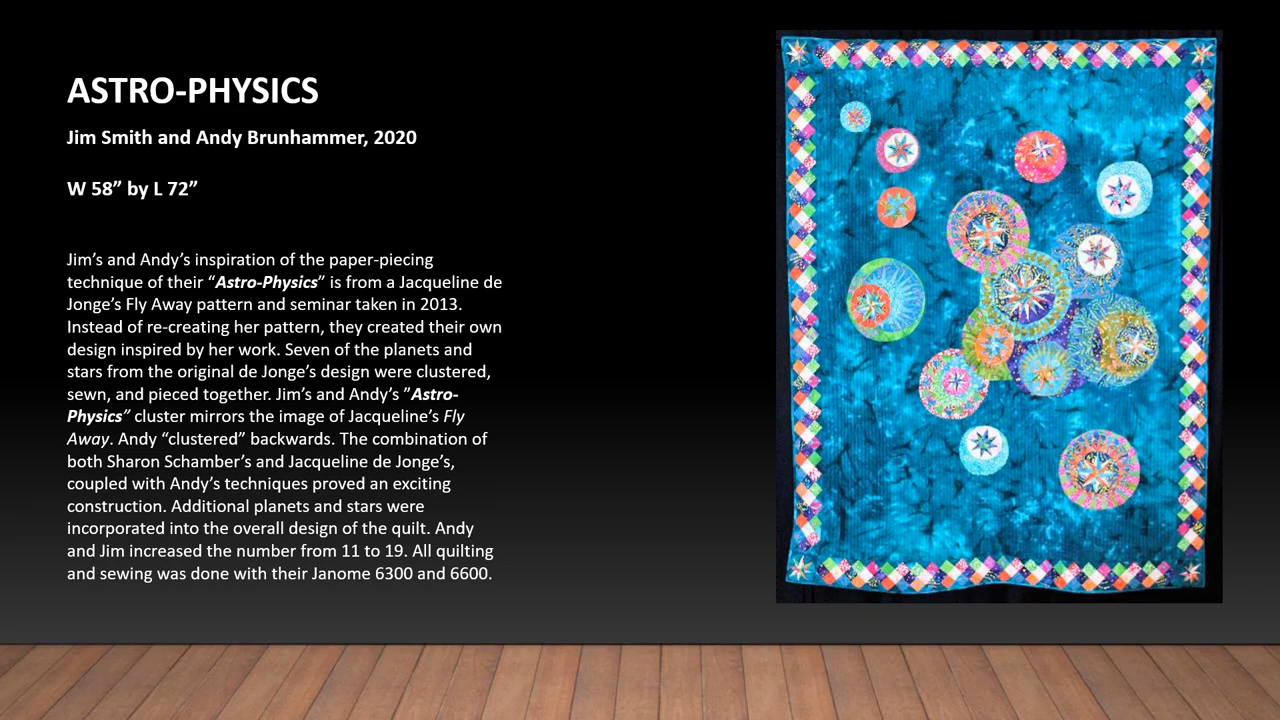 ASTRO-PHYSICS
Jim Smith and Andy Brunhammer, 2020
W 58” by L 72”
Jim’s and Andy’s inspiration of the paper-piecing
technique of their “Astro-Physics” is from a Jacqueline de
Jonge’s Fly Away pattern and seminar taken in 2013.
Instead of re-creating her pattern, they created their own
design inspired by her work. Seven of the planets and
stars from the original de Jonge’s design were clustered,
sewn, and pieced together. Jim’s and Andy’s ”Astro-
Physics” cluster mirrors the image of Jacqueline’s Fly
Away. Andy “clustered” backwards. The combination of
both Sharon Schamber’s and Jacqueline de Jonge’s,
coupled with Andy’s techniques proved an exciting
construction. Additional planets and stars were
incorporated into the overall design of the quilt. Andy
and Jim increased the number from 11 to 19. All quilting
and sewing was done with their Janome 6300 and 6600.